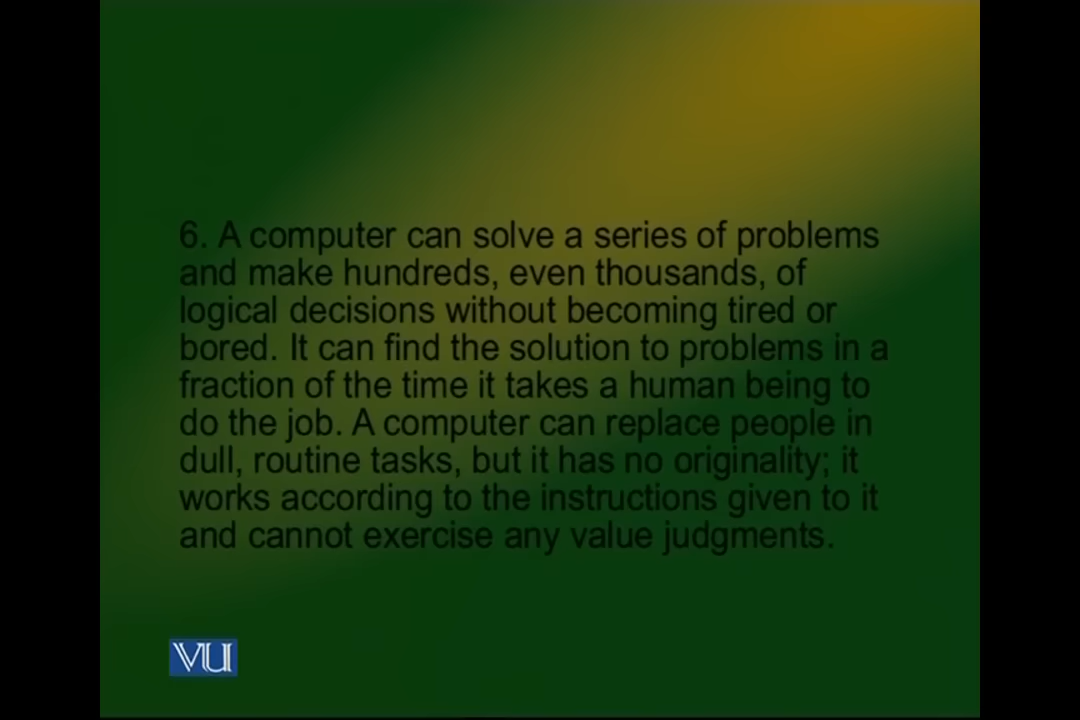 6. A computer can solve a series of problems
and make hundreds, even thousands, of
logical decisions without becoming tired or
bored. It can find the solution to problems in a
fraction of the time it takes a human being to
do the job. A computer can replace people in
dull, routine tasks, but it has no originality; it
works according to the instructions given to it
and cannot exercise any value judgments.
VU